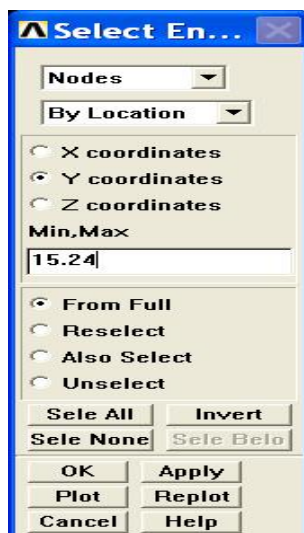 Select En...
Nodes
By Location
X coordinates
Y coordinates
Z coordinates
Min,Max
15.24
From Full
Reselect
Also Select
Unselect
Sele All Invert
Sele None Sele Belo
OK Apply
Plot Replot
Cancel Help